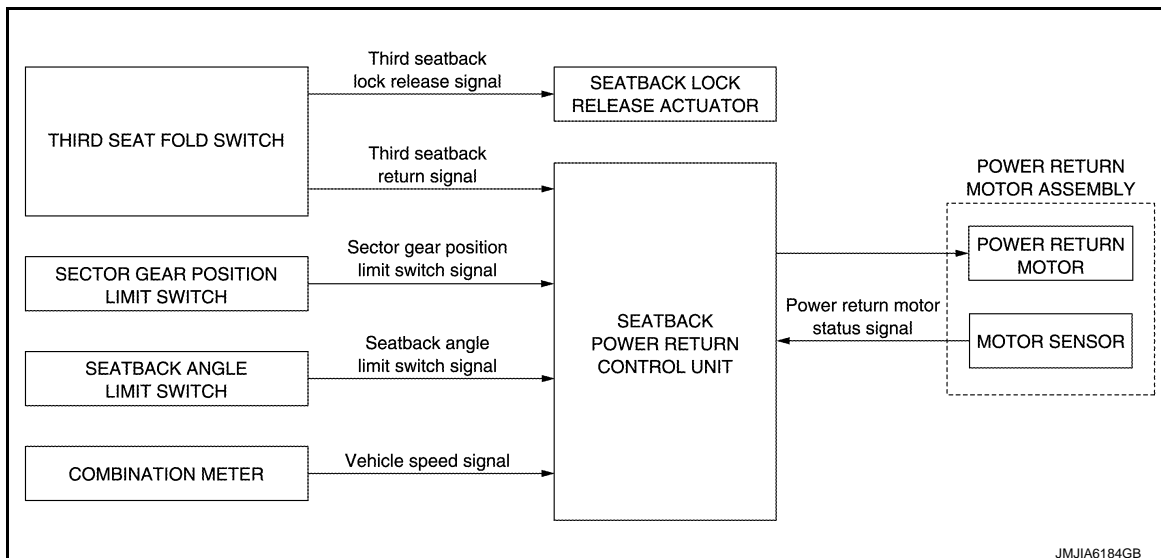 Third seatback
lock release signal
SEATBACK LOCK
RELEASE ACTUATOR
THIRD SEAT FOLD SWITCH
Third seatback
return signal
POWER RETURN
MOTOR ASSEMBLY
Sector gear position
limit switch signal
SECTOR GEAR POSITION
LIMIT SWITCH
POWER RETURN
MOTOR
SEATBACK
POWER RETURN
CONTROL UNIT
Power return motor
status signal
MOTOR SENSOR
Seatback angle
limit switch signal
SEATBACK ANGLE
LIMIT SWITCH
COMBINATION METER
Vehicle speed signal
JMJIA6184GB